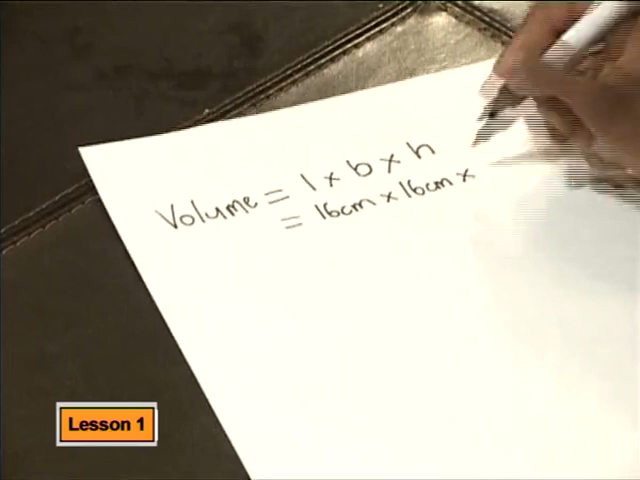 Volume = l × b × h
= 16cm × 16cm ×
Lesson 1